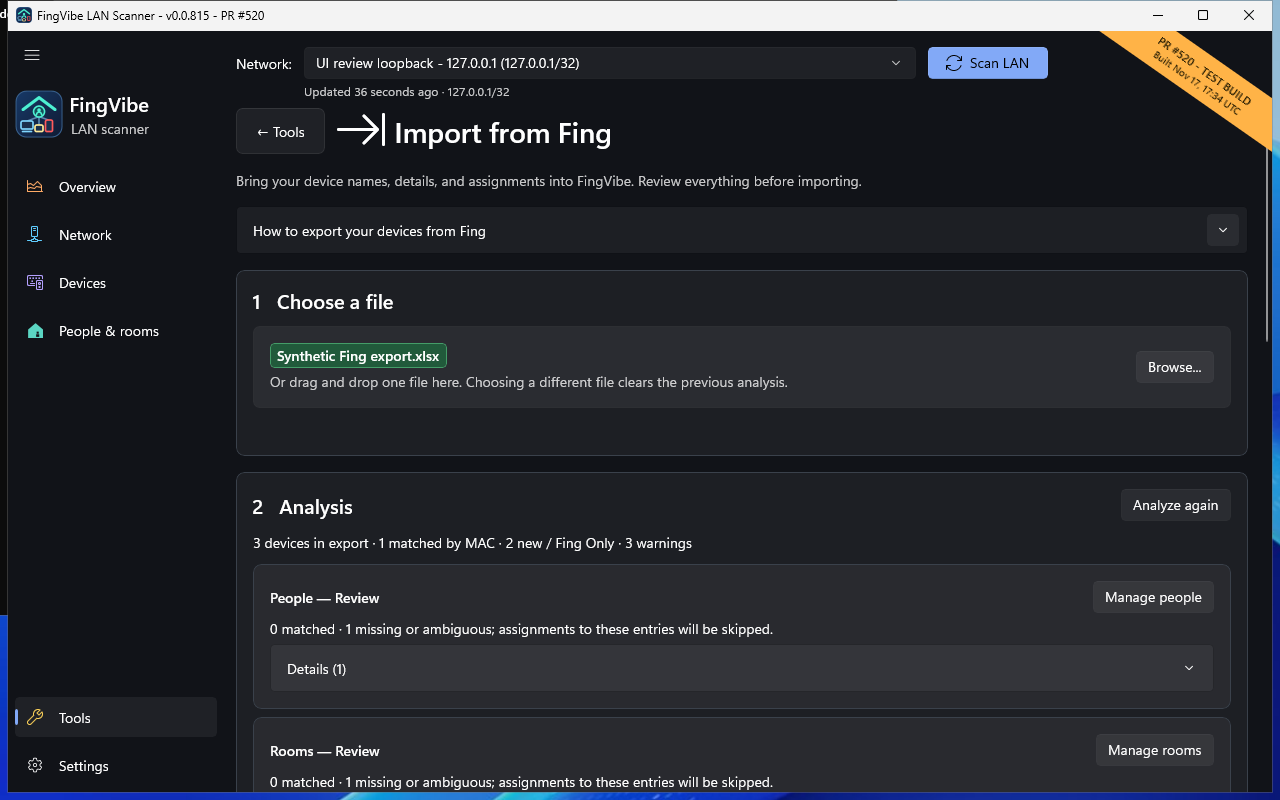 FingVibe LAN Scanner - v0.0.815 - PR #520
Network:
UI review loopback - 127.0.0.1 (127.0.0.1/32)
Scan LAN
Updated 36 seconds ago · 127.0.0.1/32
PR #520 - TEST BUILD
Built Nov 17, 17:34 UTC
FingVibe
LAN scanner
Overview
Network
Devices
People & rooms
Tools
Settings
← Tools
Import from Fing
Bring your device names, details, and assignments into FingVibe. Review everything before importing.
How to export your devices from Fing
1 Choose a file
Synthetic Fing export.xlsx
Or drag and drop one file here. Choosing a different file clears the previous analysis.
Browse...
2 Analysis
Analyze again
3 devices in export · 1 matched by MAC · 2 new / Fing Only · 3 warnings
People — Review
Manage people
0 matched · 1 missing or ambiguous; assignments to these entries will be skipped.
Details (1)
Rooms — Review
Manage rooms
0 matched · 1 missing or ambiguous; assignments to these entries will be skipped.